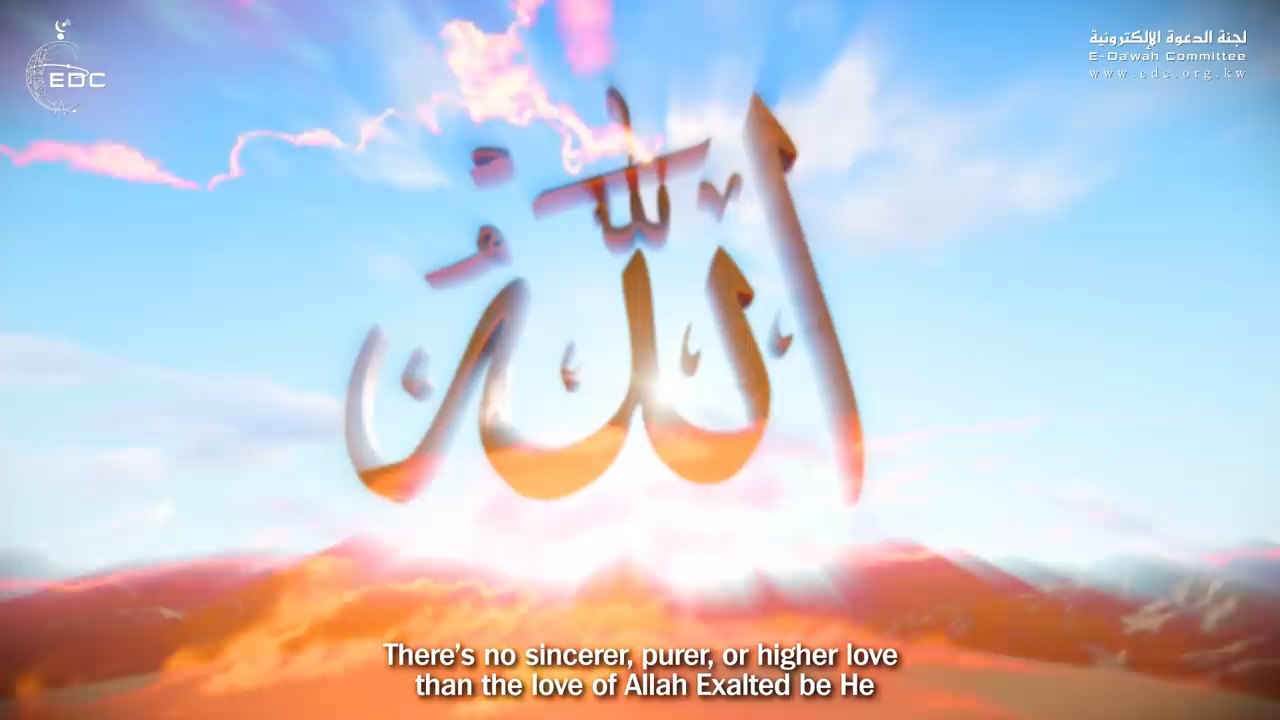 EDC
لجنة الدعوة الإلكترونية
E-Da'wah Committee
www.edc.org.kw
اللّٰهُ
There's no sincerer, purer, or higher love
than the love of Allah Exalted be He